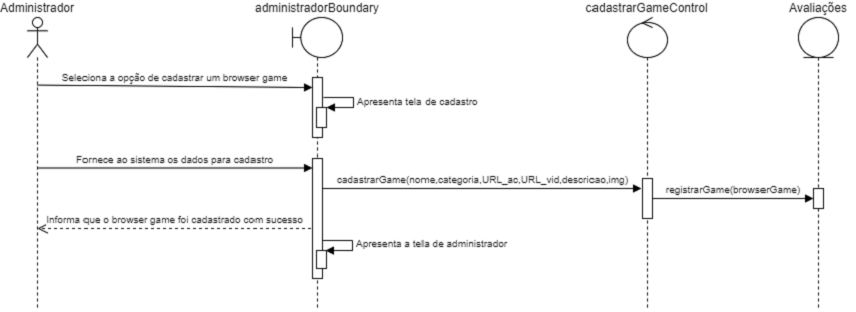 Administrador
administradorBoundary
cadastrarGameControl
Avaliações
Seleciona a opção de cadastrar um browser game
Apresenta tela de cadastro
Fornece ao sistema os dados para cadastro
cadastrarGame(nome,categoria,URL_ac,URL_vid,descricao,img)
registrarGame(browserGame)
Informa que o browser game foi cadastrado com sucesso
Apresenta a tela de administrador